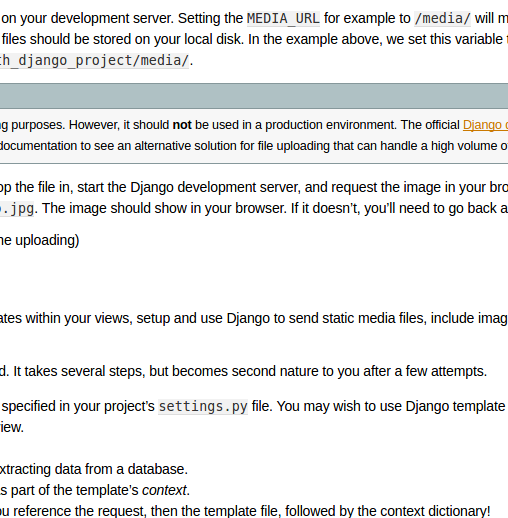 on your development server. Setting the MEDIA_URL for example to /media/ will
files should be stored on your local disk. In the example above, we set this variable
th_django_project/media/.
purposes. However, it should not be used in a production environment. The official Django
documentation to see an alternative solution for file uploading that can handle a high volume
the file in, start the Django development server, and request the image in your
.jpg. The image should show in your browser. If it doesn't, you'll need to go back a
uploading)
within your views, setup and use Django to send static media files, include
It takes several steps, but becomes second nature to you after a few attempts.
specified in your project's settings.py file. You may wish to use Django template
iew.
xtracting data from a database.
s part of the template's context.
ou reference the request, then the template file, followed by the context dictionary!